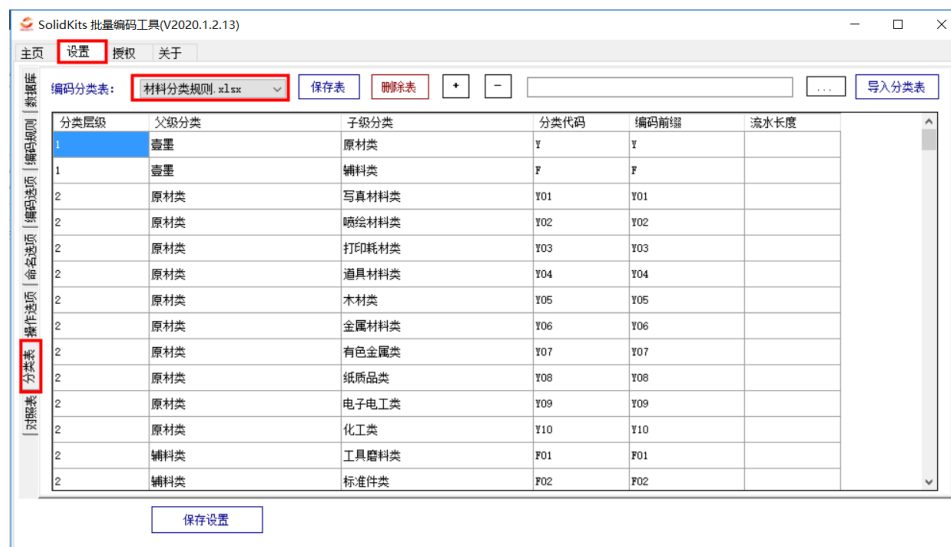 SolidKits 批量编码工具(V2020.1.2.13)
主页 设置 授权 关于
编码分类表: 材料分类规则.xlsx 保存表 删除表 + - ... 导入分类表
数据库
编码规则
编码选项
命名选项
操作选项
分类表
对照表
分类层级 父级分类 子级分类 分类代码 编码前缀 流水长度
1 壹墨 原材类 Y Y
1 壹墨 辅料类 F F
2 原材类 写真材料类 Y01 Y01
2 原材类 喷绘材料类 Y02 Y02
2 原材类 打印耗材类 Y03 Y03
2 原材类 道具材料类 Y04 Y04
2 原材类 木材类 Y05 Y05
2 原材类 金属材料类 Y06 Y06
2 原材类 有色金属类 Y07 Y07
2 原材类 纸质品类 Y08 Y08
2 原材类 电子电工类 Y09 Y09
2 原材类 化工类 Y10 Y10
2 辅料类 工具磨料类 F01 F01
2 辅料类 标准件类 F02 F02
保存设置